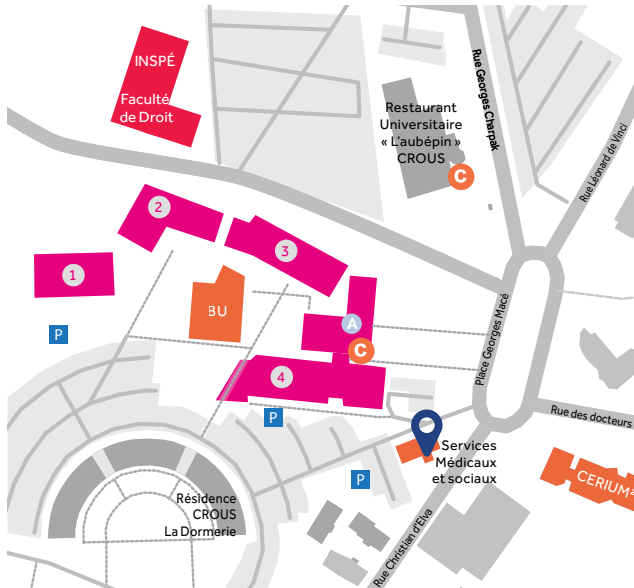 INSPÉ
Faculté
de Droit
Restaurant
Universitaire
« L'aubépin »
CROUS
C
Rue Georges Charpak
Rue Léonard de Vinci
2
3
1
BU
A
C
P
4
Place Georges Macé
P
Rue des docteurs
Services
Médicaux
et sociaux
P
CERIUM²
Résidence
CROUS
La Dormerie
Rue Christian d'Elva